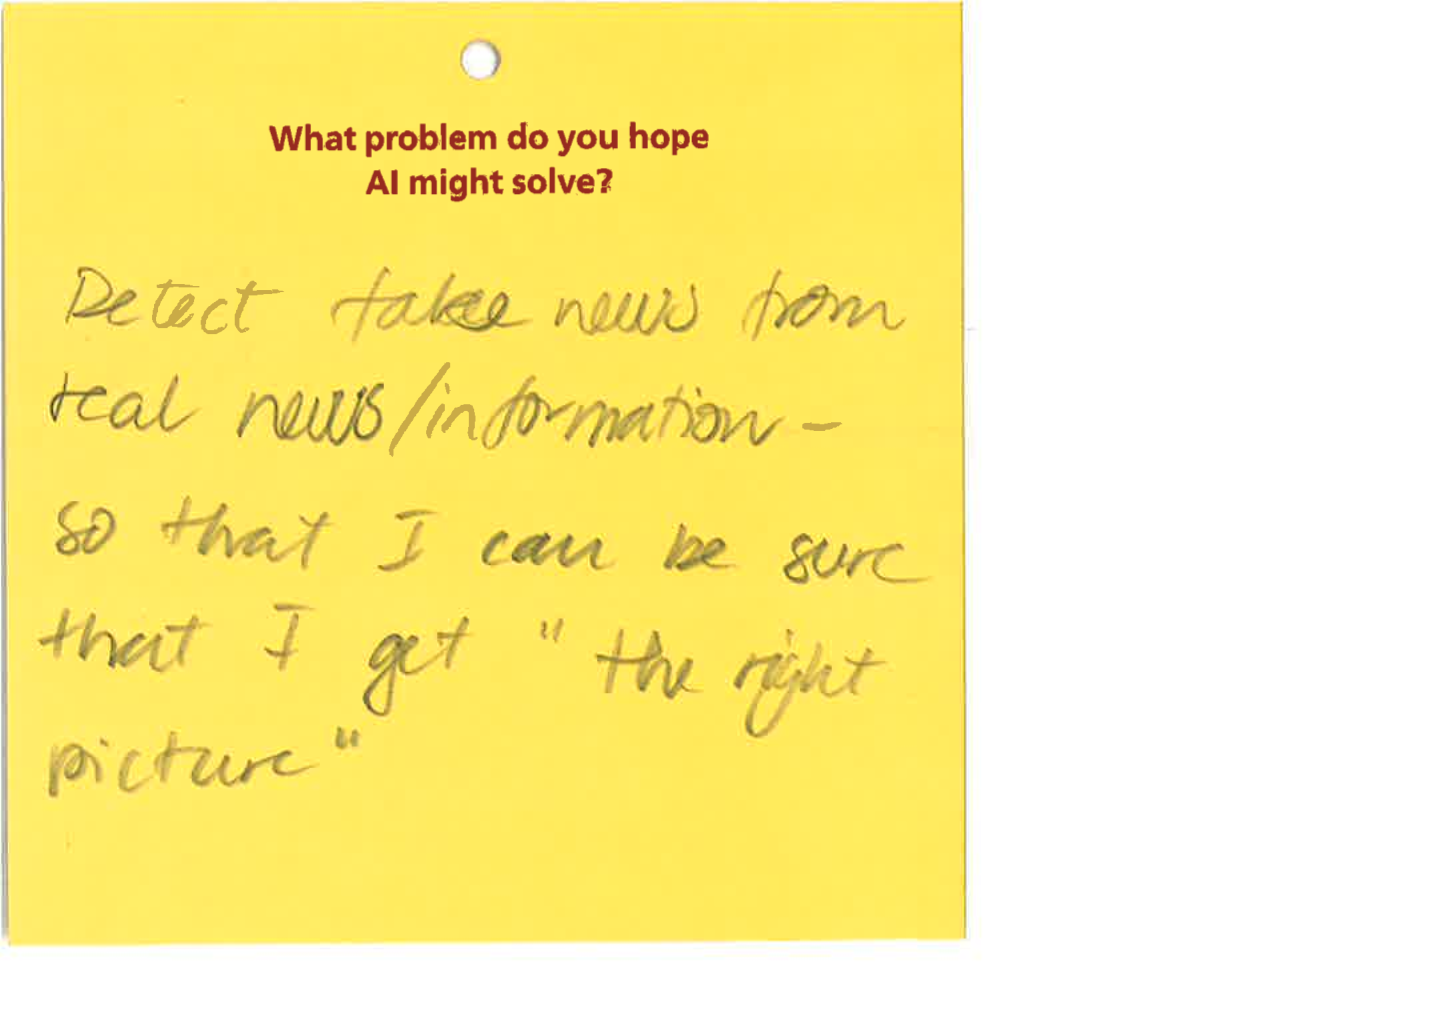 What problem do you hope
AI might solve?
Detect fake news from
real news/information -
so that I can be sure
that I get "the right
picture"